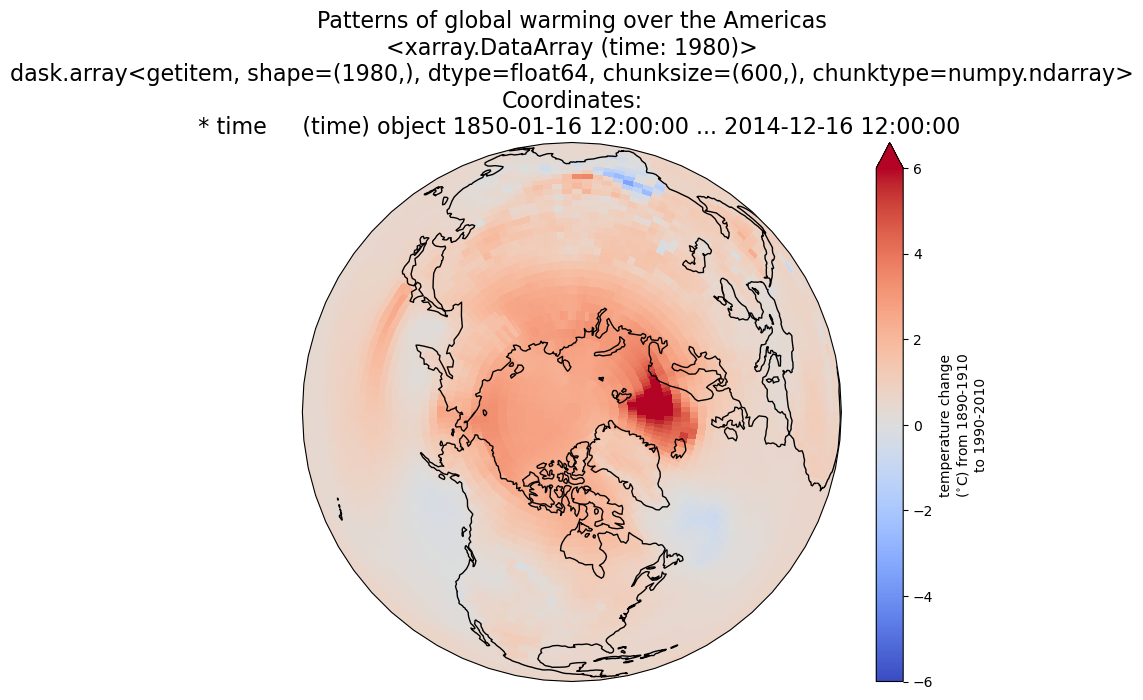 Patterns of global warming over the Americas
<xarray.DataArray (time: 1980)>
dask.array<getitem, shape=(1980,), dtype=float64, chunksize=(600,), chunktype=numpy.ndarray>
Coordinates:
* time     (time) object 1850-01-16 12:00:00 ... 2014-12-16 12:00:00
6
4
2
0
−2
−4
−6
temperature change
(˚C) from 1890-1910
to 1990-2010